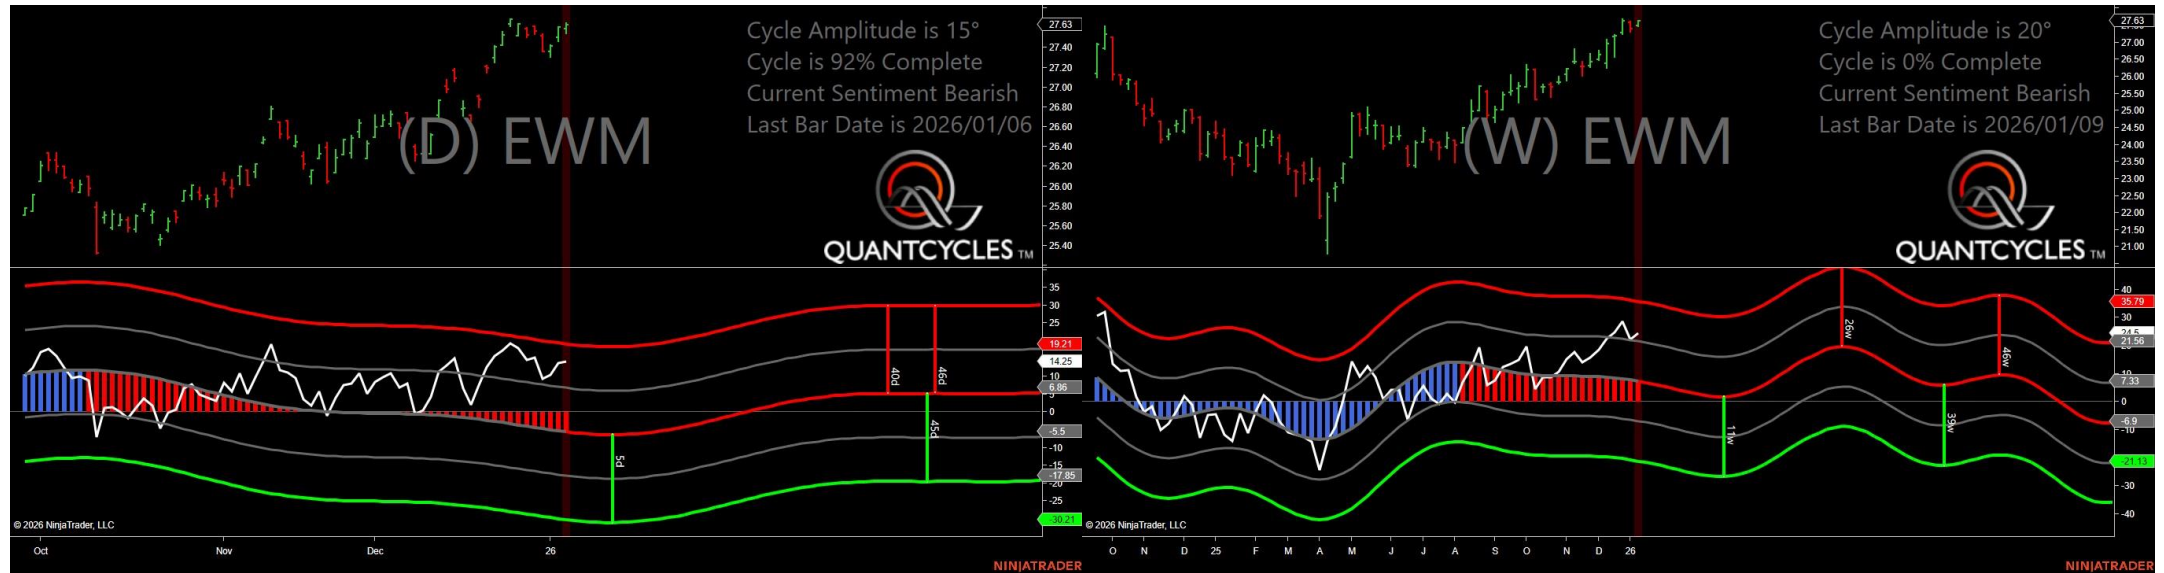 Cycle Amplitude is 15°
Cycle is 92% Complete
Current Sentiment Bearish
Last Bar Date is 2026/01/06
(D) EWM
QUANTCYCLES TM
27.63
27.40
27.20
27.00
26.80
26.60
26.40
26.20
26.00
25.80
25.60
25.40
35
30
25
19.21
14.25
10
6.86
5
0
-5.5
-10
-15
-17.85
-25
-30.21
5d
40d
45d
46d
© 2026 NinjaTrader, LLC
Oct Nov Dec 26
NINJATRADER
Cycle Amplitude is 20°
Cycle is 0% Complete
Current Sentiment Bearish
Last Bar Date is 2026/01/09
(W) EWM
QUANTCYCLES TM
27.63
27.00
26.50
26.00
25.50
25.00
24.50
24.00
23.50
23.00
22.50
22.00
21.50
21.00
40
35.79
30
24.5
21.56
10
7.33
0
-6.9
-10
-21.13
-30
-40
11w
26w
39w
46w
© 2026 NinjaTrader, LLC
O N D 25 F M A M J J A S O N D 26
NINJATRADER